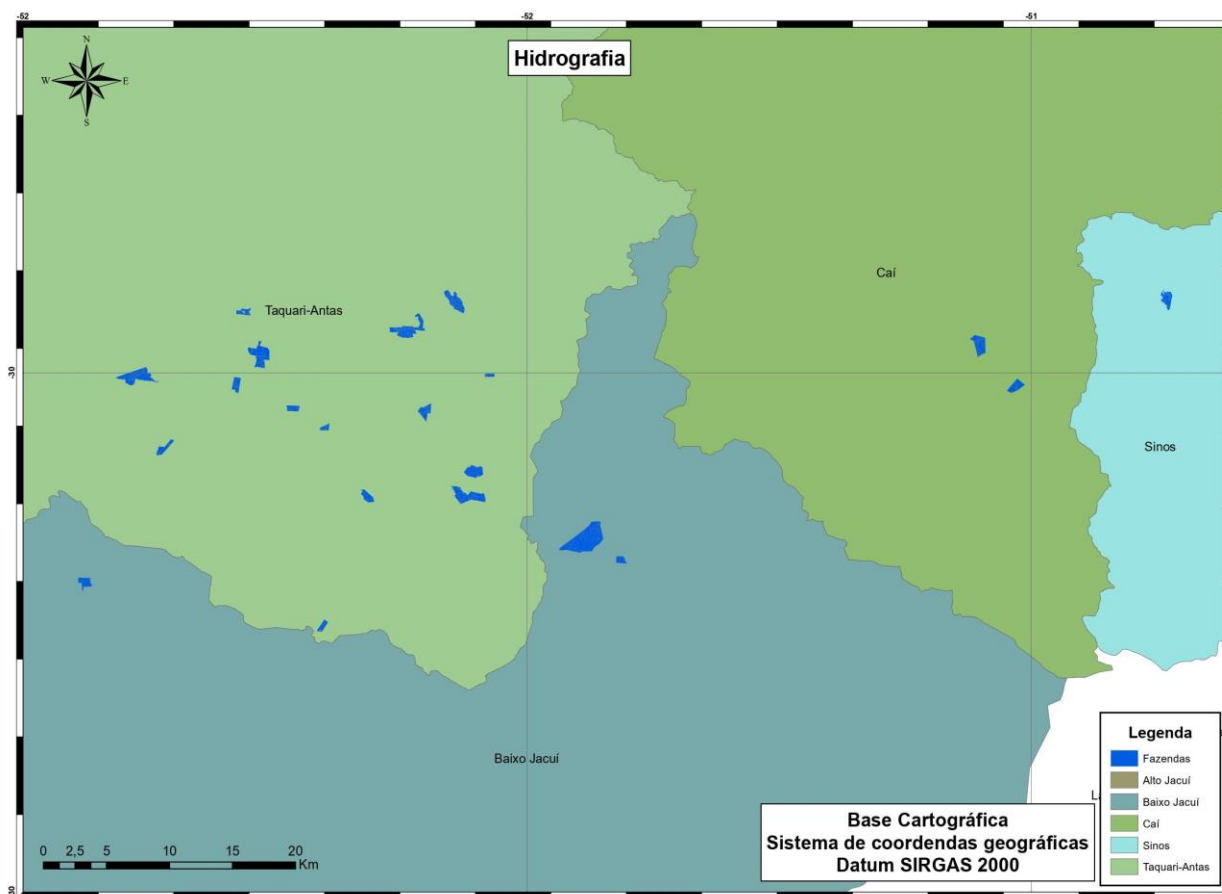 -52
-52
-51
Hidrografia
N
W
E
S
Caí
Taquari-Antas
-30
Sinos
Baixo Jacuí
Legenda
Fazendas
Alto Jacuí
Baixo Jacuí
Caí
Sinos
Taquari-Antas
Base Cartográfica
Sistema de coordendas geográficas
Datum SIRGAS 2000
0 2,5 5 10 15 20
Km